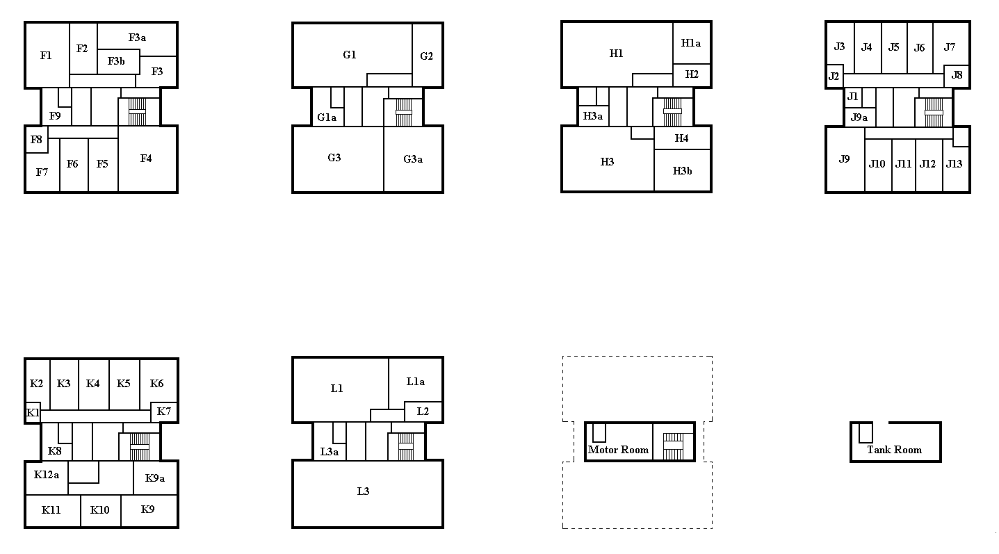 F1 F2 F3a
F3b F3
F9
F8 F7 F6 F5 F4
G1 G2
G1a
G3 G3a
H1 H1a
H2
H3a
H3 H4
H3b
J3 J4 J5 J6 J7
J2 J8
J1
J9a
J9 J10 J11 J12 J13
K2 K3 K4 K5 K6
K1 K7
K8
K12a K9a
K11 K10 K9
L1 L1a
L2
L3a
L3
Motor Room
Tank Room